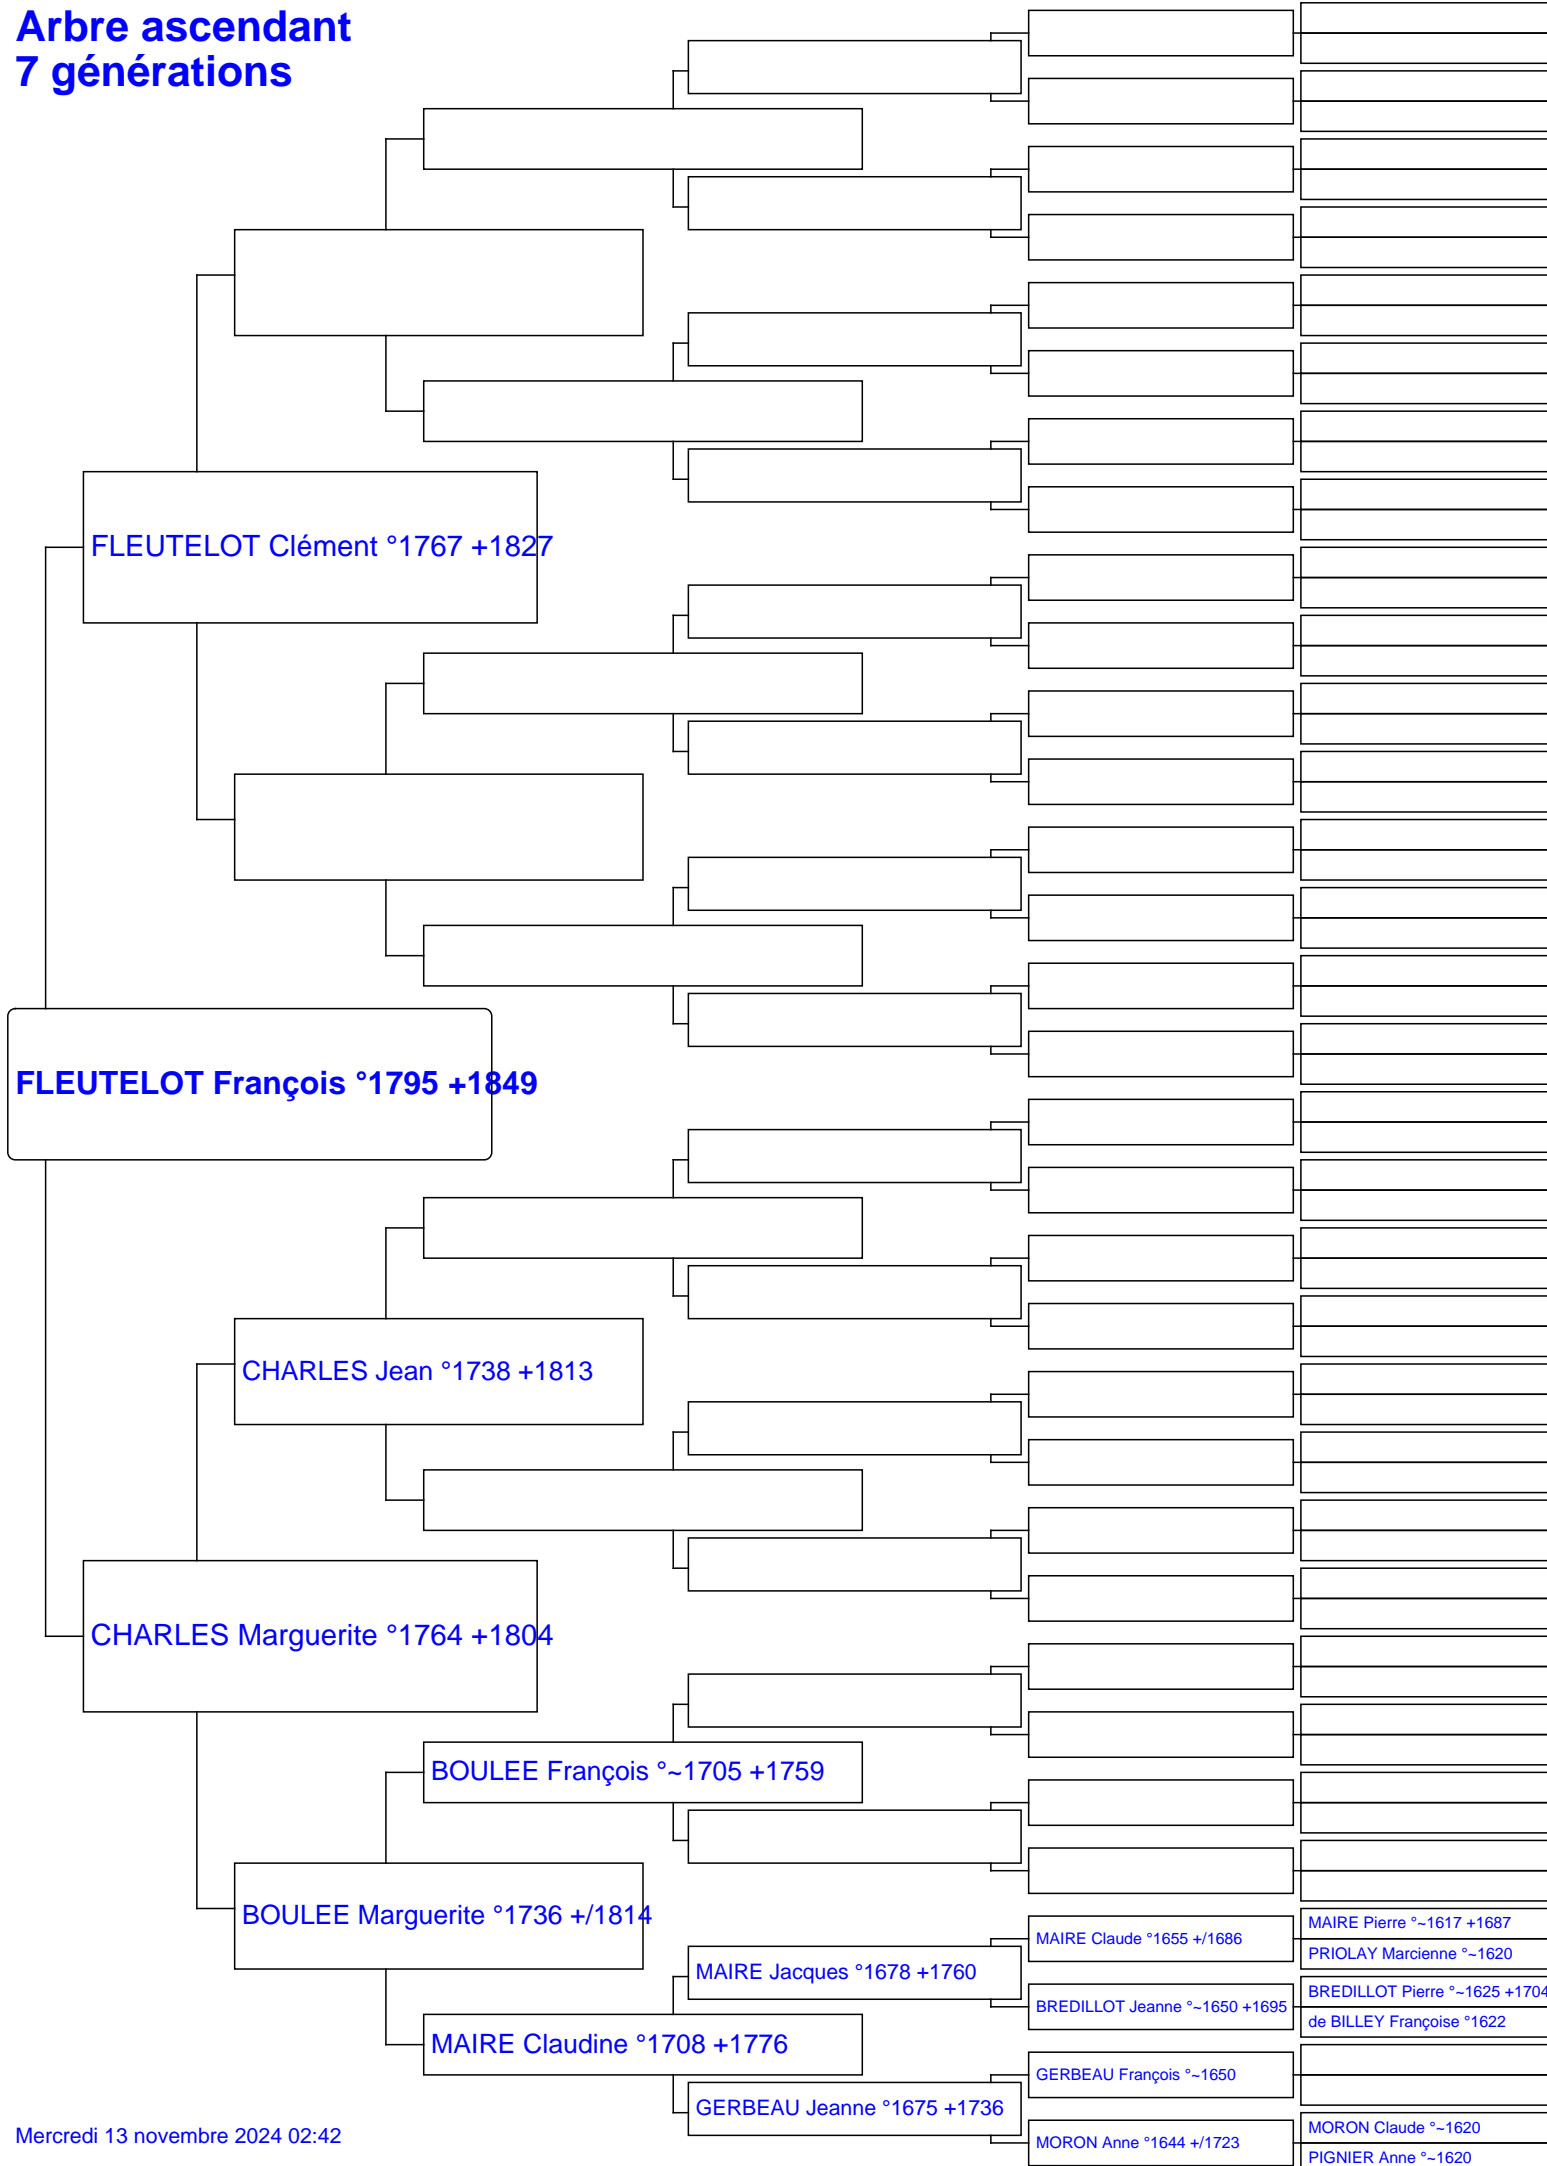 Arbre ascendant
7 générations
FLEUTELOT Clément °1767 +1827
FLEUTELOT François °1795 +1849
CHARLES Jean °1738 +1813
CHARLES Marguerite °1764 +1804
BOULEE François °~1705 +1759
BOULEE Marguerite °1736 +/1814
MAIRE Claude °1655 +/1686
MAIRE Pierre °~1617 +1687
PRIOLAY Marcienne °~1620
MAIRE Jacques °1678 +1760
BREDILLOT Jeanne °~1650 +1695
BREDILLOT Pierre °~1625 +1704
de BILLEY Françoise °1622
MAIRE Claudine °1708 +1776
GERBEAU François °~1650
GERBEAU Jeanne °1675 +1736
MORON Anne °1644 +/1723
MORON Claude °~1620
PIGNIER Anne °~1620
Mercredi 13 novembre 2024 02:42